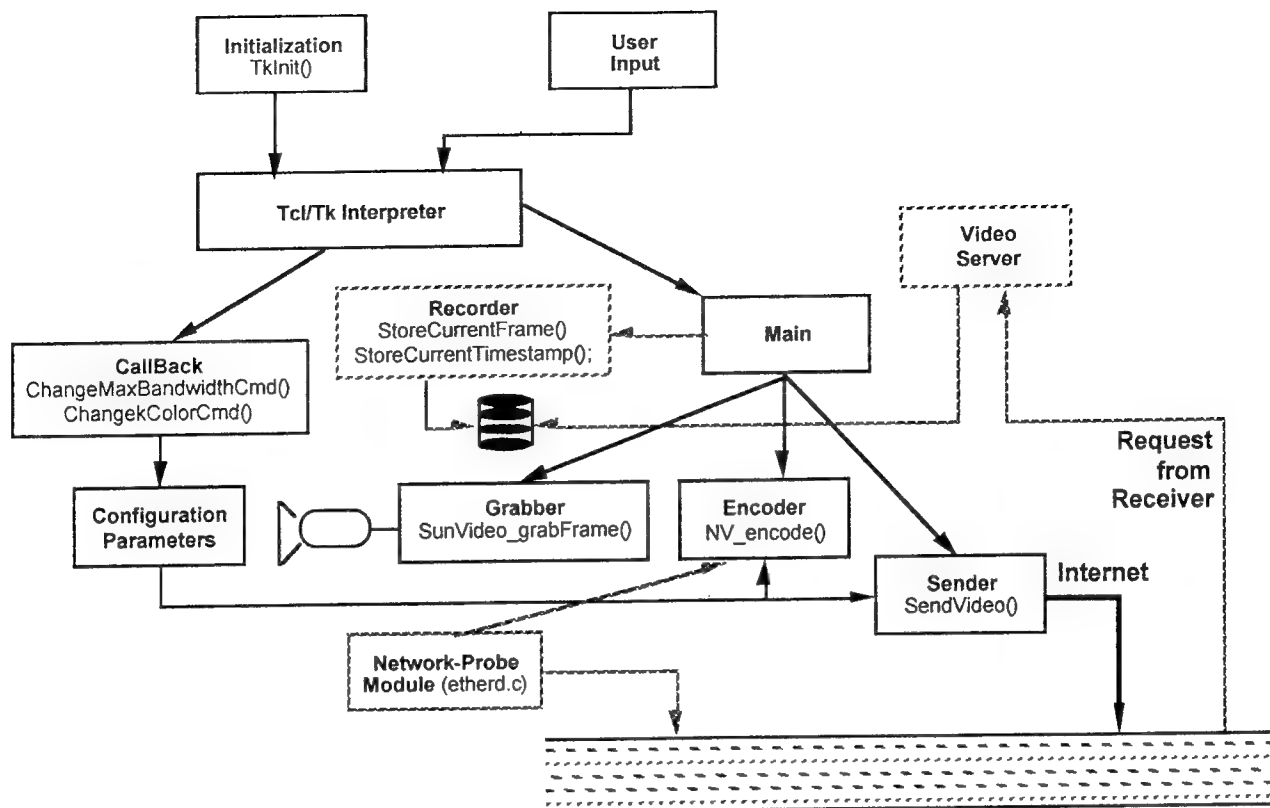 Initialization
TkInit()
User
Input
Tcl/Tk Interpreter
Video
Server
Recorder
StoreCurrentFrame()
StoreCurrentTimestamp();
Main
CallBack
ChangeMaxBandwidthCmd()
ChangekColorCmd()
Request
from
Receiver
Configuration
Parameters
Grabber
SunVideo_grabFrame()
Encoder
NV_encode()
Sender
SendVideo()
Internet
Network-Probe
Module (etherd.c)